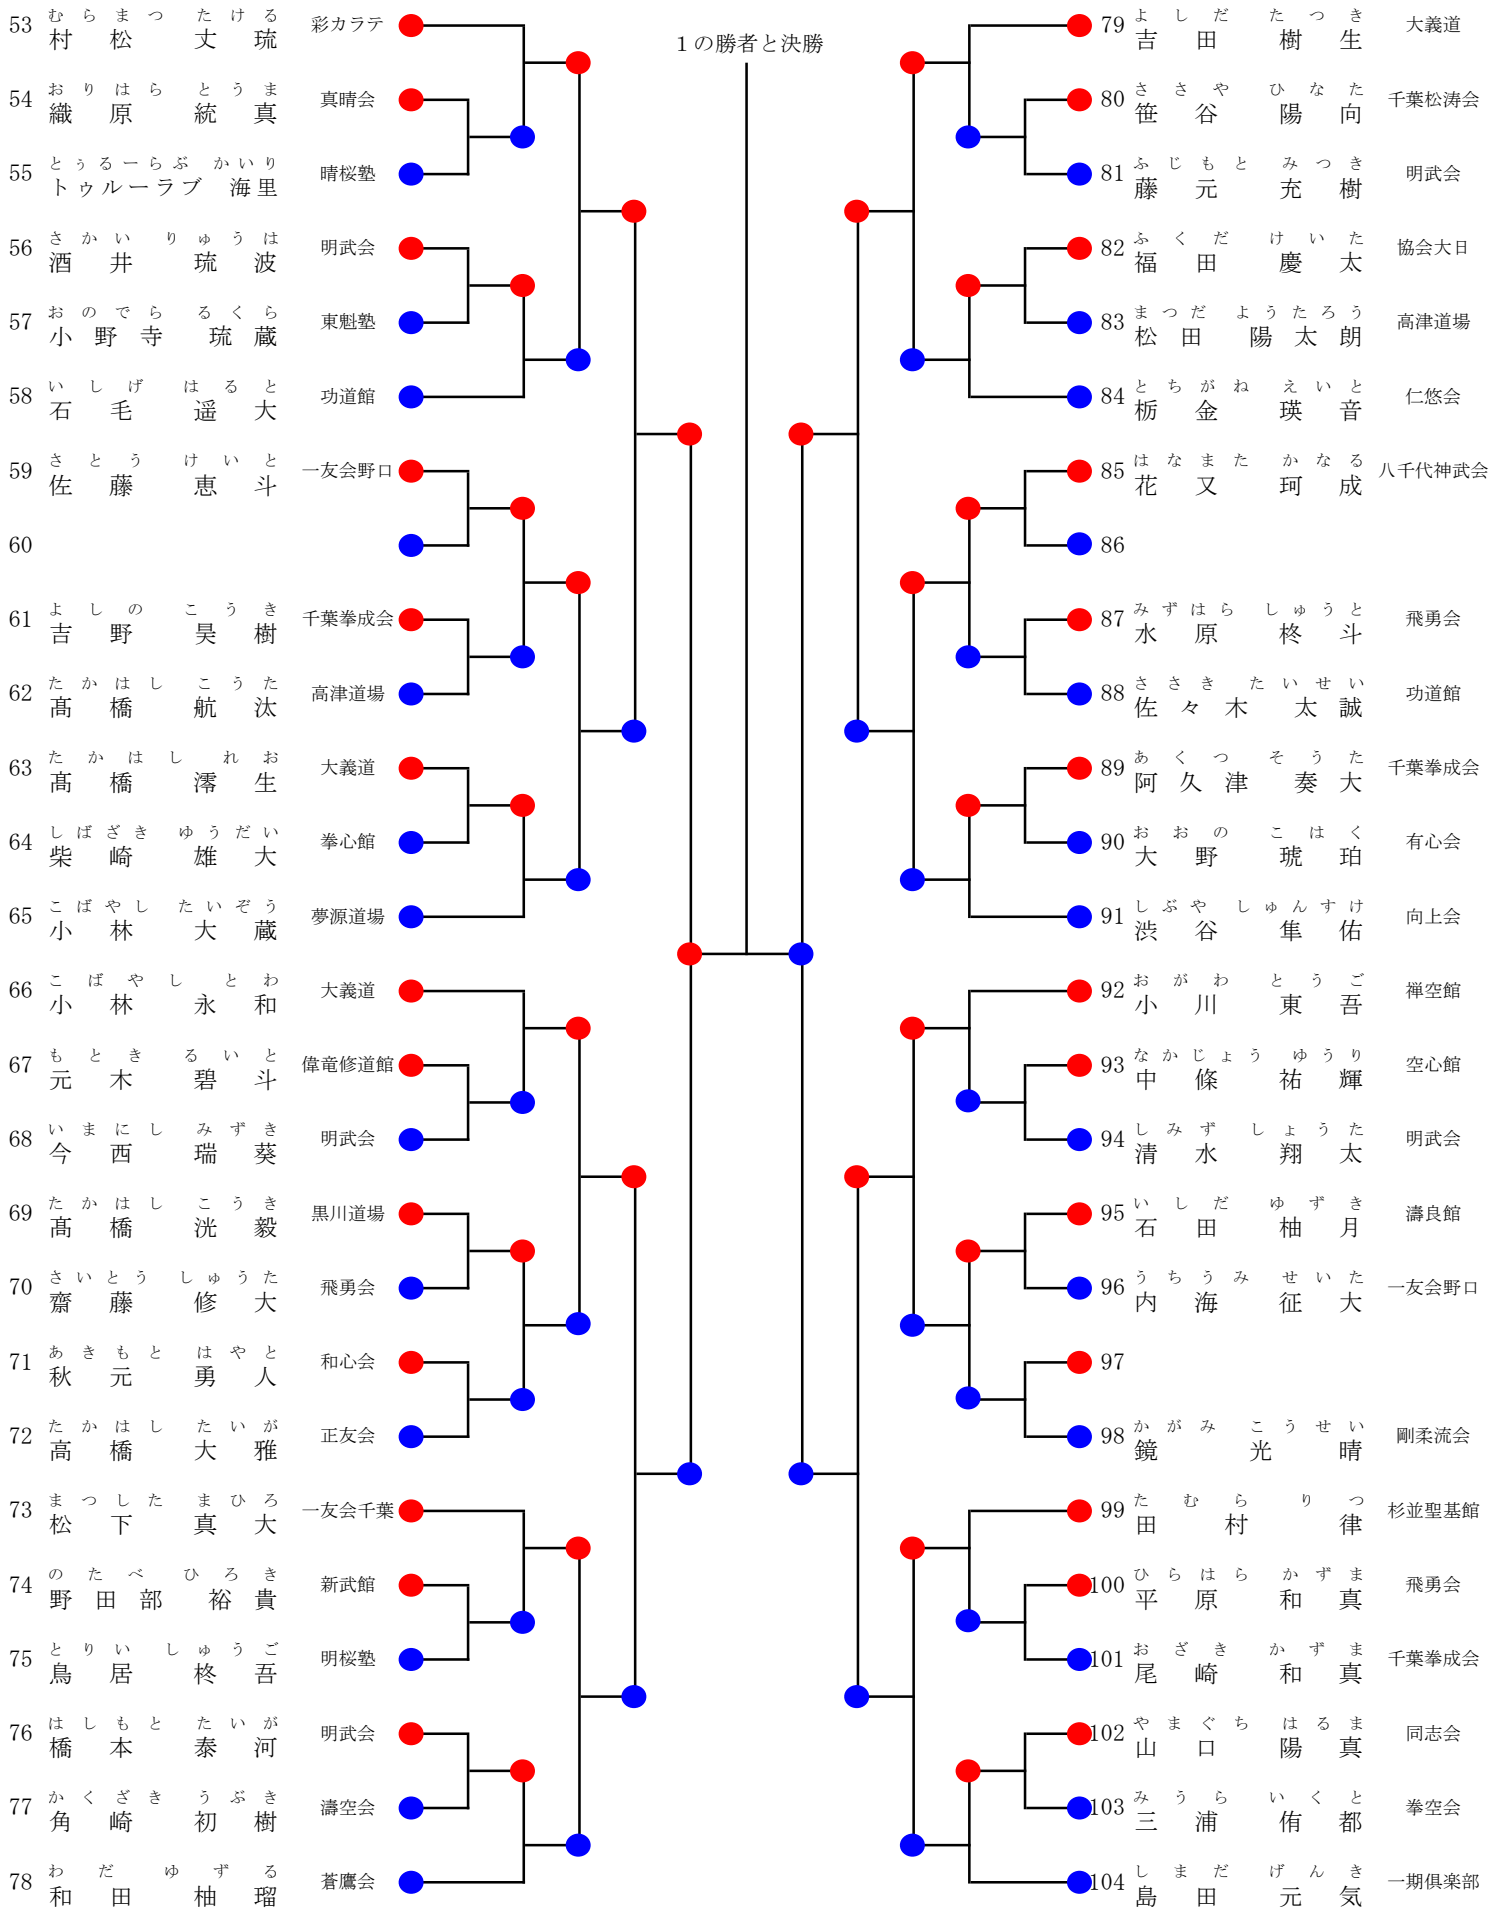 １の勝者と決勝
むらまつ たける
53 村松 丈琉 彩カラテ
おりはら とうま
54 織原 統真 真晴会
とぅるーらぶ かいり
55 トゥルーラブ 海里 晴桜塾
さかい りゅうは
56 酒井 琉波 明武会
おのでら るくら
57 小野寺 琉蔵 東魁塾
いしげ はると
58 石毛 遥大 功道館
さとう けいと
59 佐藤 恵斗 一友会野口
60
よしの こうき
61 吉野 昊樹 千葉拳成会
たかはし こうた
62 髙橋 航汰 高津道場
たかはし れお
63 髙橋 澪生 大義道
しばざき ゆうだい
64 柴崎 雄大 拳心館
こばやし たいぞう
65 小林 大蔵 夢源道場
こばやし とわ
66 小林 永和 大義道
もとき るいと
67 元木 碧斗 偉竜修道館
いまにし みずき
68 今西 瑞葵 明武会
たかはし こうき
69 髙橋 洸毅 黒川道場
さいとう しゅうた
70 齋藤 修大 飛勇会
あきもと はやと
71 秋元 勇人 和心会
たかはし たいが
72 高橋 大雅 正友会
まつした まひろ
73 松下 真大 一友会千葉
のたべ ひろき
74 野田部 裕貴 新武館
とりい しゅうご
75 鳥居 柊吾 明桜塾
はしもと たいが
76 橋本 泰河 明武会
かくざき うぶき
77 角崎 初樹 濤空会
わだ ゆずる
78 和田 柚瑠 蒼鷹会
よしだ たつき
79 吉田 樹生 大義道
ささや ひなた
80 笹谷 陽向 千葉松涛会
ふじもと みつき
81 藤元 充樹 明武会
ふくだ けいた
82 福田 慶太 協会大日
まつだ ようたろう
83 松田 陽太朗 高津道場
とちがね えいと
84 栃金 瑛音 仁悠会
はなまた かなる
85 花又 珂成 八千代神武会
86
みずはら しゅうと
87 水原 柊斗 飛勇会
ささき たいせい
88 佐々木 太誠 功道館
あくつ そうた
89 阿久津 奏大 千葉拳成会
おおの こはく
90 大野 琥珀 有心会
しぶや しゅんすけ
91 渋谷 隼佑 向上会
おがわ とうご
92 小川 東吾 禅空館
なかじょう ゆうり
93 中條 祐輝 空心館
しみず しょうた
94 清水 翔太 明武会
いしだ ゆずき
95 石田 柚月 濤良館
うちうみ せいた
96 内海 征大 一友会野口
97
かがみ こうせい
98 鏡 光晴 剛柔流会
たむら りつ
99 田村 律 杉並聖基館
ひらはら かずま
100 平原 和真 飛勇会
おざき かずま
101 尾崎 和真 千葉拳成会
やまぐち はるま
102 山口 陽真 同志会
みうら いくと
103 三浦 侑都 拳空会
しまだ げんき
104 島田 元気 一期倶楽部